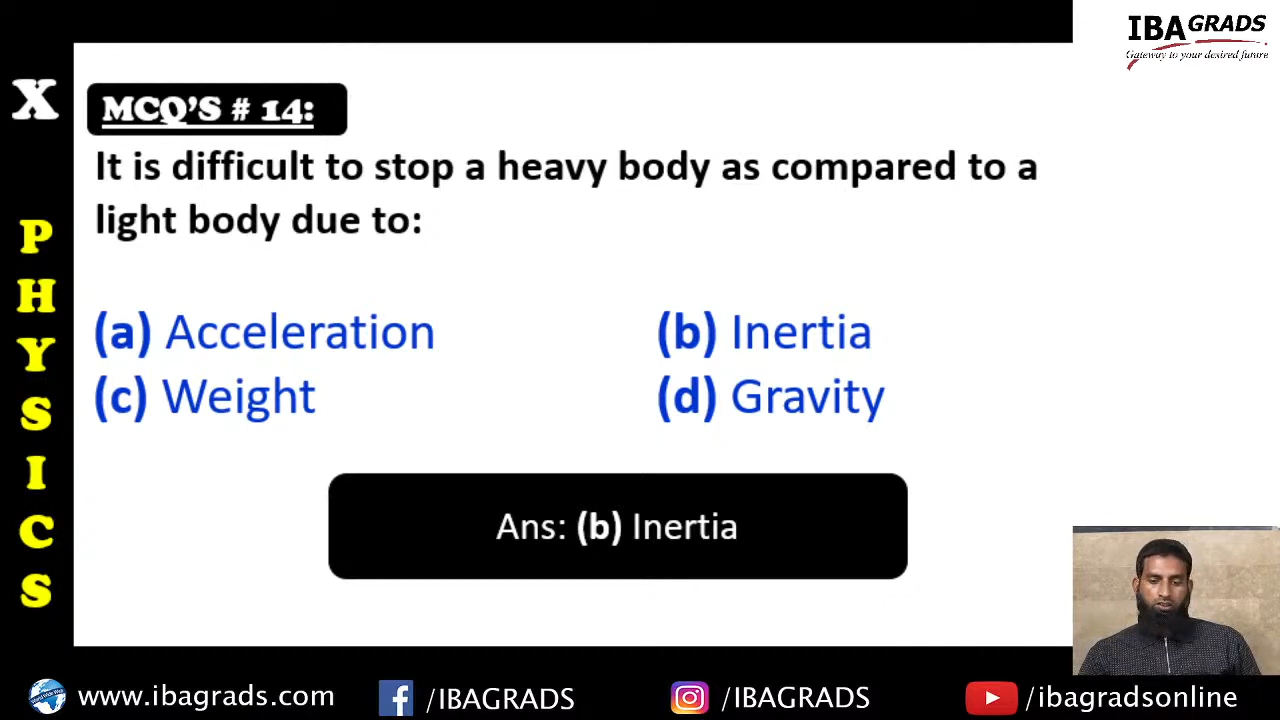 IBA GRADS
Gateway to your desired future
X
PHYSICS
MCQ'S # 14:
It is difficult to stop a heavy body as compared to a
light body due to:
(a) Acceleration
(b) Inertia
(c) Weight
(d) Gravity
Ans: (b) Inertia
www.ibagrads.com
/IBAGRADS
/IBAGRADS
/ibagradsonline